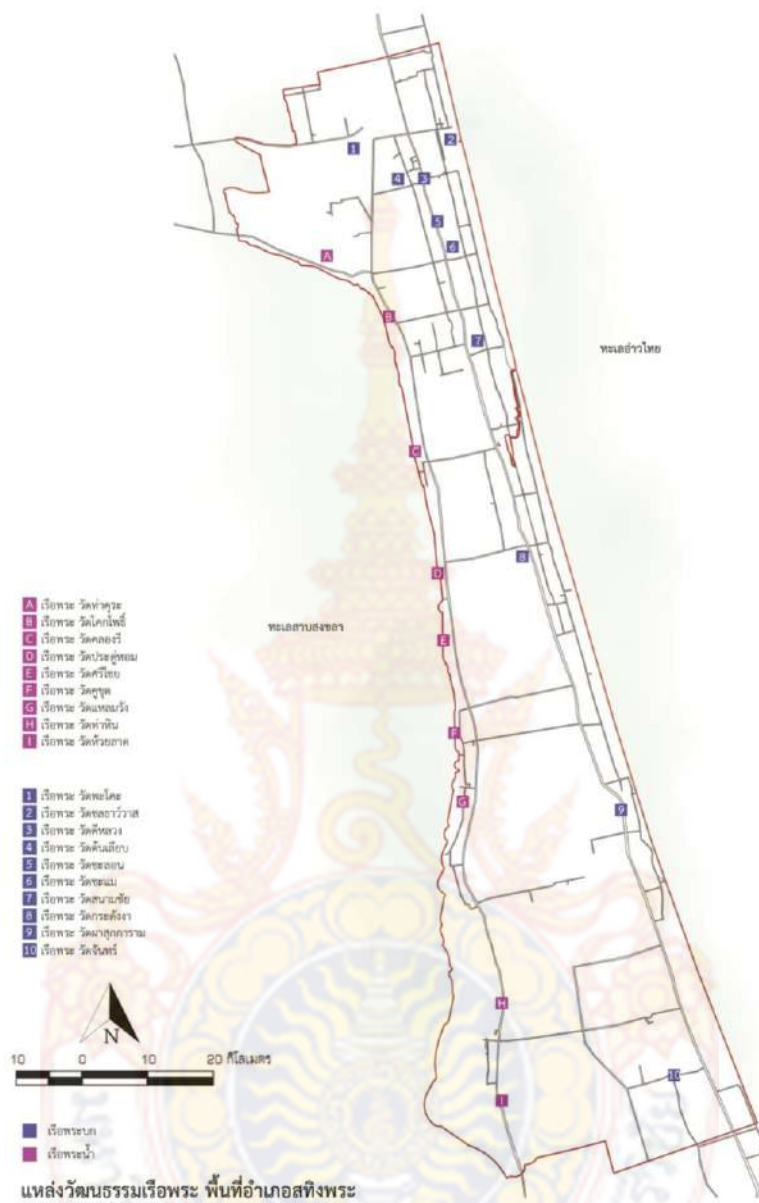 1
2
4
3
5
6
A
B
7
ทะเลอ่าวไทย
C
8
D
ทะเลสาบสงขลา
E
F
G
9
H
10
I
A เรือพระ วัดท่าคุระ
B เรือพระ วัดโคกโพธิ์
C เรือพระ วัดคลองรี
D เรือพระ วัดประตูหอม
E เรือพระ วัดศรีไชย
F เรือพระ วัดคูขุด
G เรือพระ วัดแหลมวัง
H เรือพระ วัดท่าหิน
I เรือพระ วัดห้วยลาด
1 เรือพระ วัดพะโคะ
2 เรือพระ วัดชลธาร์วาส
3 เรือพระ วัดดีหลวง
4 เรือพระ วัดต้นเลียบ
5 เรือพระ วัดชะลอน
6 เรือพระ วัดชะแม
7 เรือพระ วัดสนามชัย
8 เรือพระ วัดกระดังงา
9 เรือพระ วัดผาสุกการาม
10 เรือพระ วัดจันทร์
N
10 0 10 20 กิโลเมตร
เรือพระบก
เรือพระน้ำ
แหล่งวัฒนธรรมเรือพระ พื้นที่อำเภอสทิงพระ